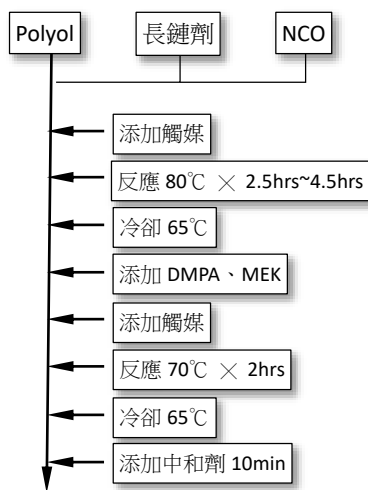 Polyol
長鏈劑
NCO
添加觸媒
反應 80℃ × 2.5hrs~4.5hrs
冷卻 65℃
添加 DMPA、MEK
添加觸媒
反應 70℃ × 2hrs
冷卻 65℃
添加中和劑 10min